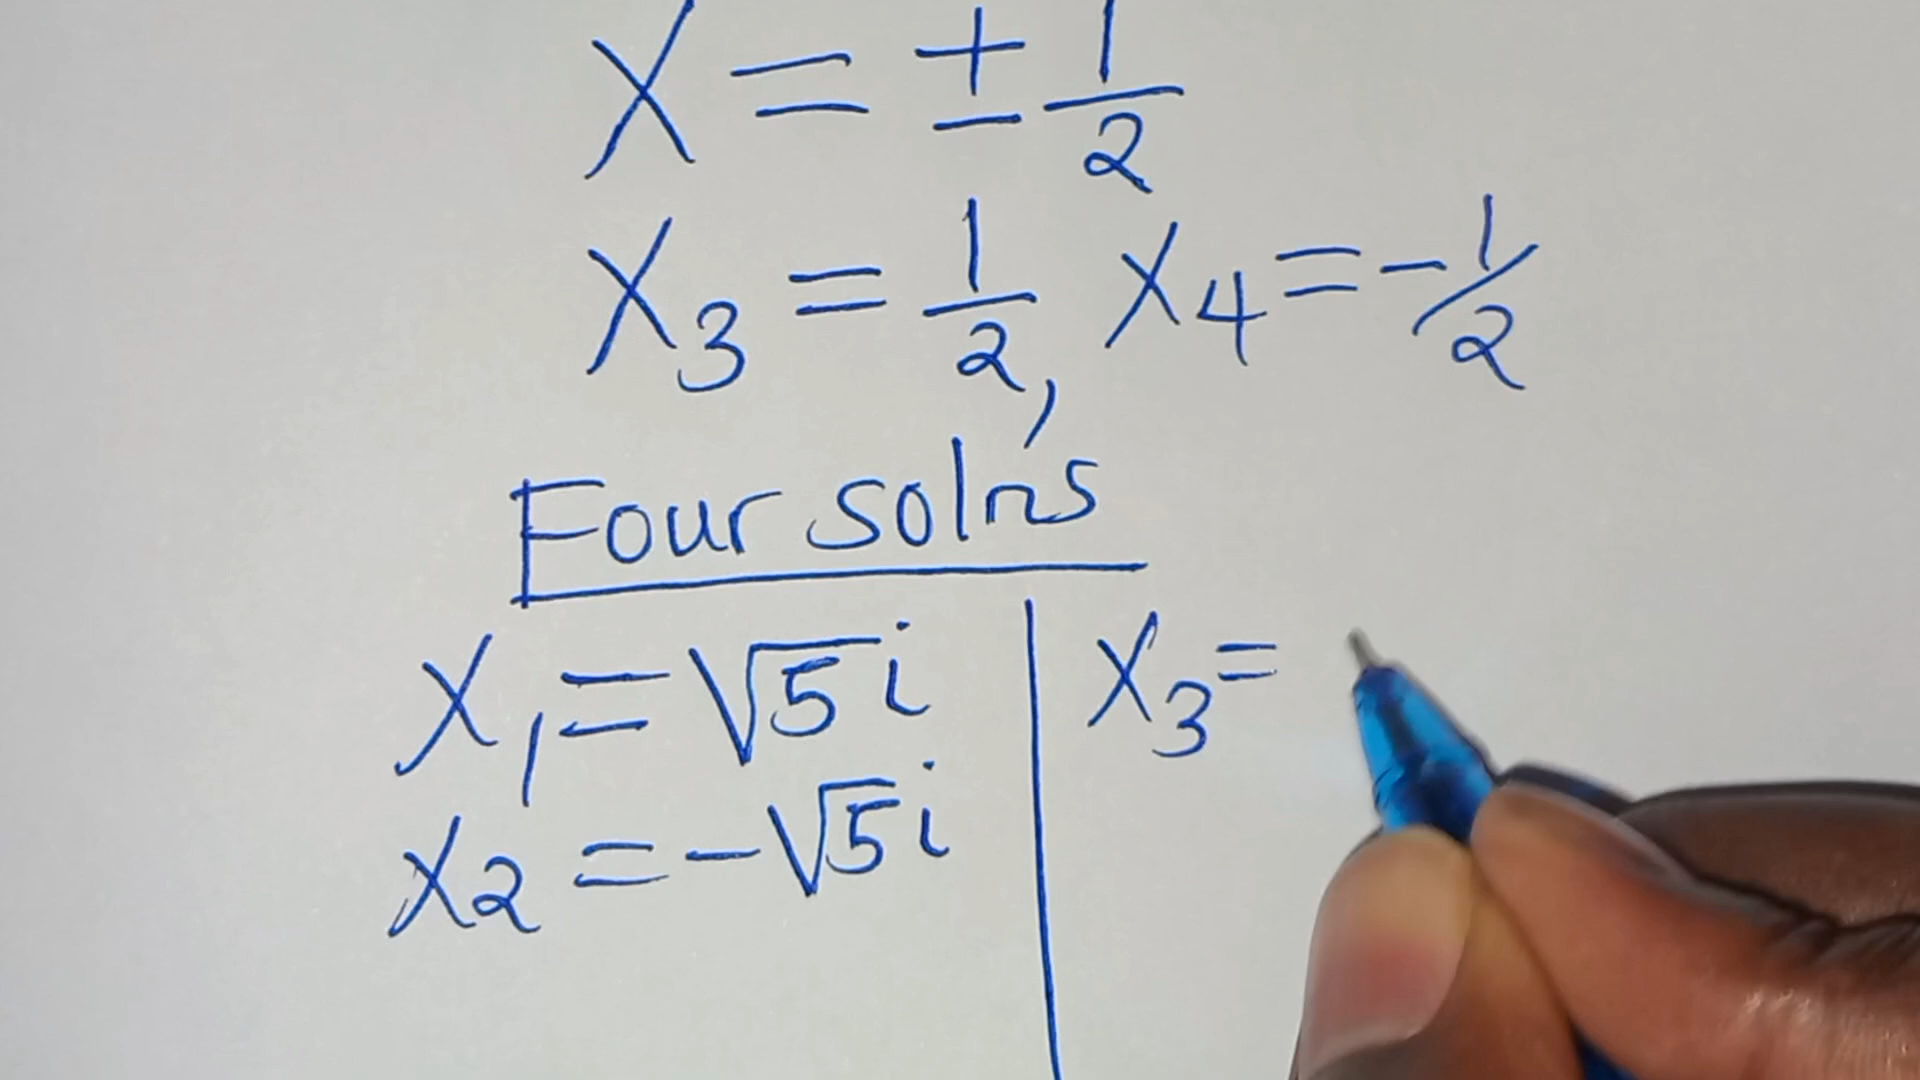 X = ± 1/2
X3 = 1/2, X4 = -1/2
Four solns
X1 = √5 i
X2 = -√5 i
X3 =